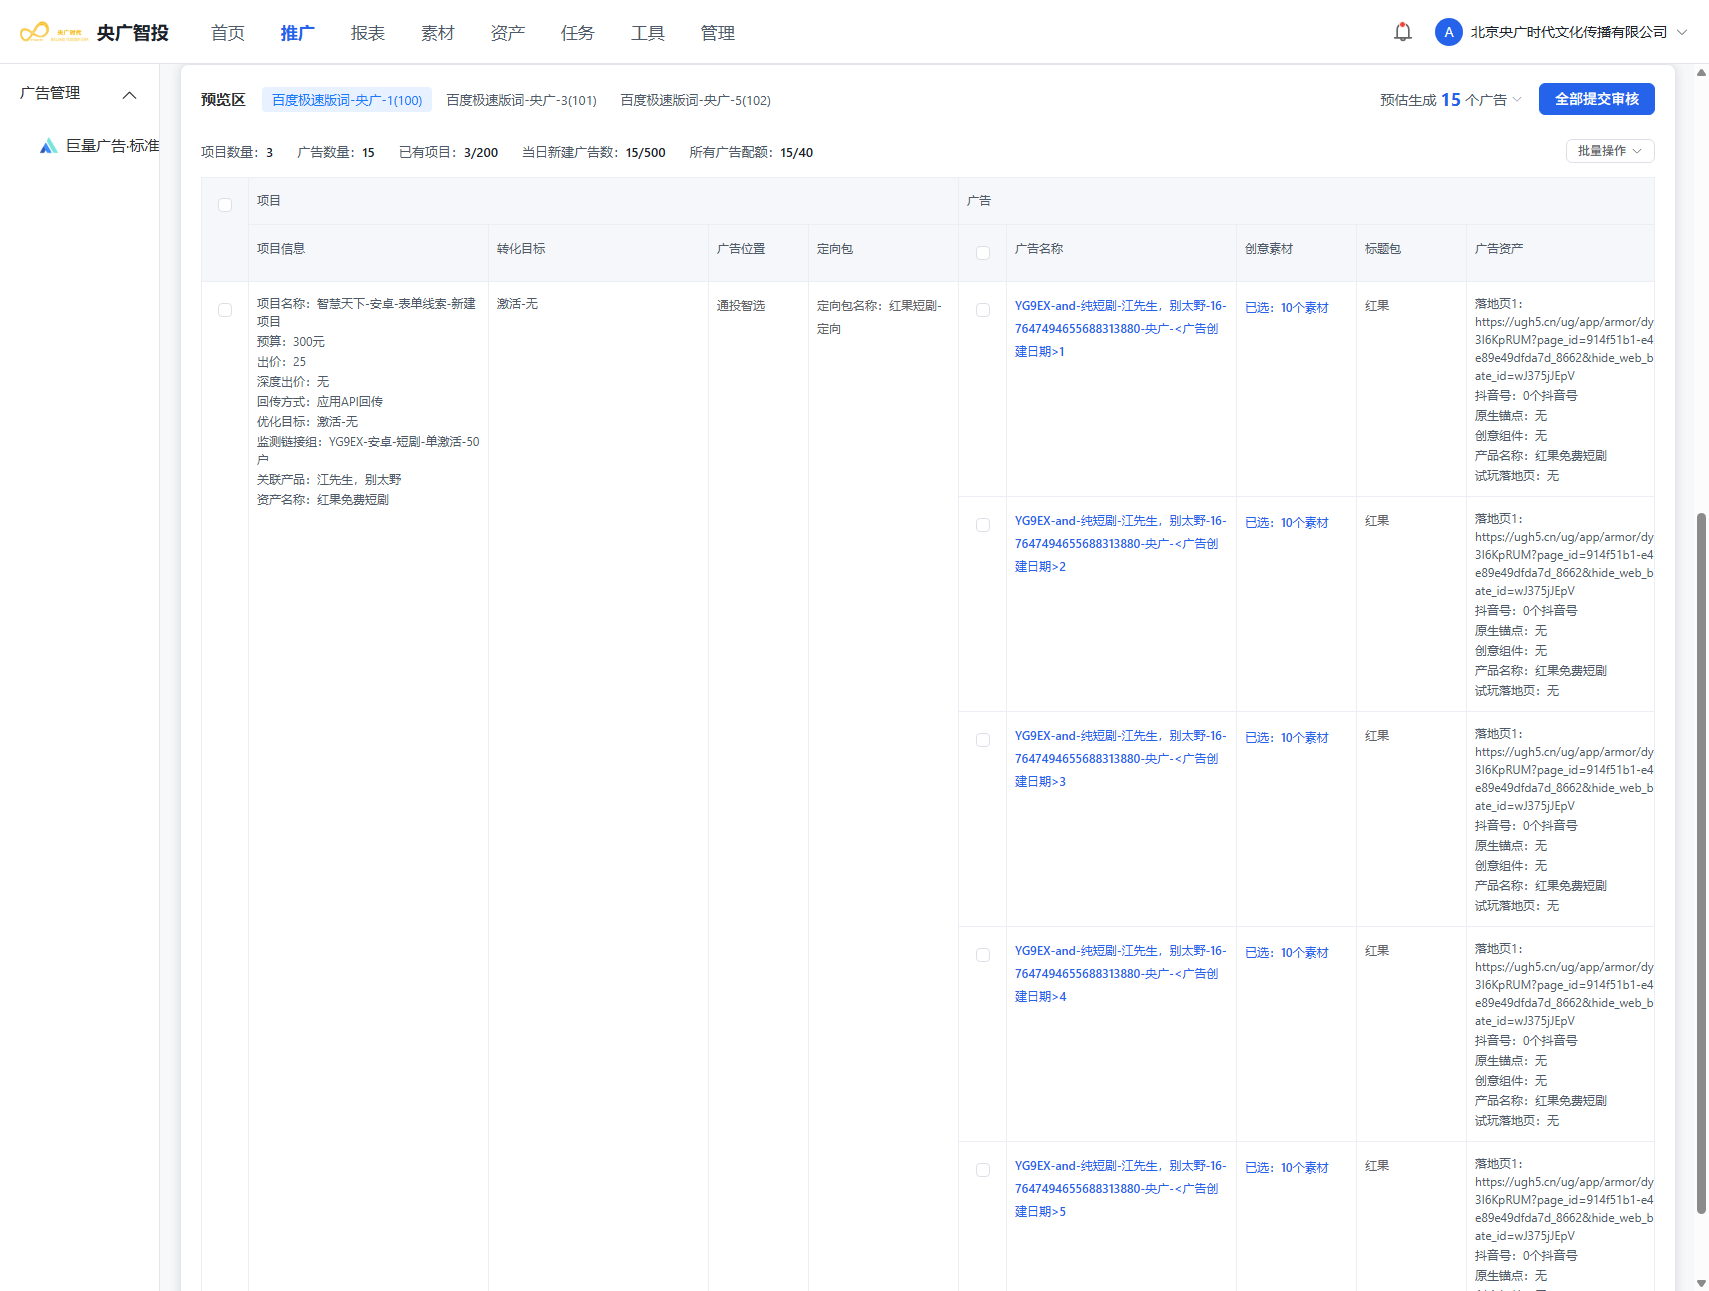 央广时代
央广智投
首页
推广
报表
素材
资产
任务
工具
管理
A
北京央广时代文化传播有限公司
广告管理
巨量广告·标准
预览区
百度极速版词-央广-1(100)
百度极速版词-央广-3(101)
百度极速版词-央广-5(102)
预估生成 15 个广告
全部提交审核
项目数量：3
广告数量：15
已有项目：3/200
当日新建广告数：15/500
所有广告配额：15/40
批量操作
项目
广告
项目信息
转化目标
广告位置
定向包
广告名称
创意素材
标题包
广告资产
项目名称：智慧天下-安卓-表单线索-新建
项目
预算：300元
出价：25
深度出价：无
回传方式：应用API回传
优化目标：激活-无
监测链接组：YG9EX-安卓-短剧-单激活-50
户
关联产品：江先生，别太野
资产名称：红果免费短剧
激活-无
通投智选
定向包名称：红果短剧-
定向
YG9EX-and-纯短剧-江先生，别太野-16-
7647494655688313880-央广-<广告创
建日期>1
已选：10个素材
红果
落地页1：
https://ugh5.cn/ug/app/armor/dy
3I6KpRUM?page_id=914f51b1-e4
e89e49dfda7d_8662&hide_web_b
ate_id=wJ375jJEpV
抖音号：0个抖音号
原生锚点：无
创意组件：无
产品名称：红果免费短剧
试玩落地页：无
YG9EX-and-纯短剧-江先生，别太野-16-
7647494655688313880-央广-<广告创
建日期>2
已选：10个素材
红果
落地页1：
https://ugh5.cn/ug/app/armor/dy
3I6KpRUM?page_id=914f51b1-e4
e89e49dfda7d_8662&hide_web_b
ate_id=wJ375jJEpV
抖音号：0个抖音号
原生锚点：无
创意组件：无
产品名称：红果免费短剧
试玩落地页：无
YG9EX-and-纯短剧-江先生，别太野-16-
7647494655688313880-央广-<广告创
建日期>3
已选：10个素材
红果
落地页1：
https://ugh5.cn/ug/app/armor/dy
3I6KpRUM?page_id=914f51b1-e4
e89e49dfda7d_8662&hide_web_b
ate_id=wJ375jJEpV
抖音号：0个抖音号
原生锚点：无
创意组件：无
产品名称：红果免费短剧
试玩落地页：无
YG9EX-and-纯短剧-江先生，别太野-16-
7647494655688313880-央广-<广告创
建日期>4
已选：10个素材
红果
落地页1：
https://ugh5.cn/ug/app/armor/dy
3I6KpRUM?page_id=914f51b1-e4
e89e49dfda7d_8662&hide_web_b
ate_id=wJ375jJEpV
抖音号：0个抖音号
原生锚点：无
创意组件：无
产品名称：红果免费短剧
试玩落地页：无
YG9EX-and-纯短剧-江先生，别太野-16-
7647494655688313880-央广-<广告创
建日期>5
已选：10个素材
红果
落地页1：
https://ugh5.cn/ug/app/armor/dy
3I6KpRUM?page_id=914f51b1-e4
e89e49dfda7d_8662&hide_web_b
ate_id=wJ375jJEpV
抖音号：0个抖音号
原生锚点：无